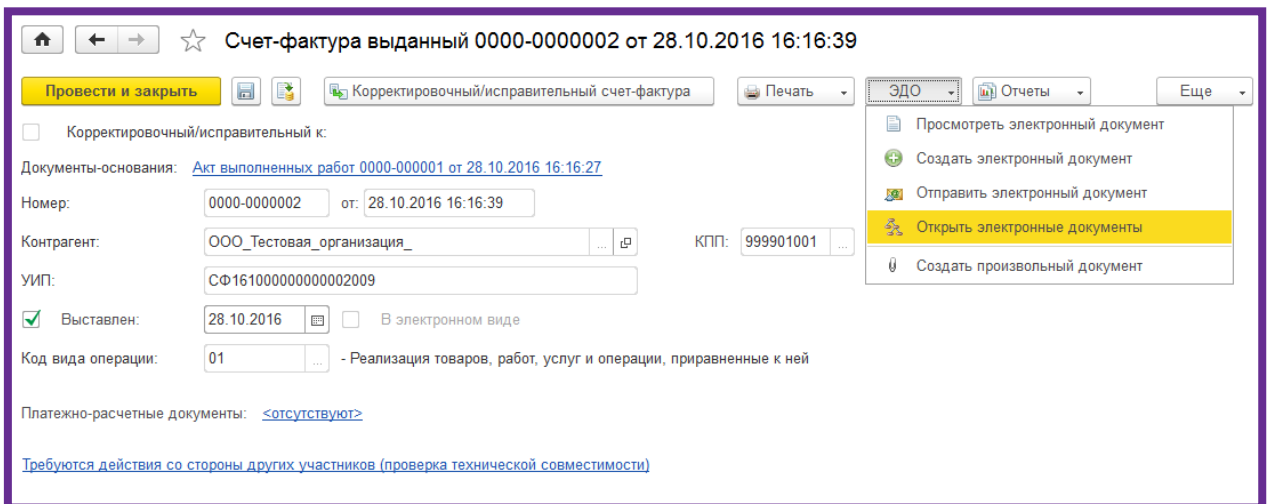 Счет-фактура выданный 0000-0000002 от 28.10.2016 16:16:39
Провести и закрыть Корректировочный/исправительный счет-фактура Печать ЭДО Отчеты Еще
Просмотреть электронный документ
Создать электронный документ
Отправить электронный документ
Открыть электронные документы
Создать произвольный документ
Корректировочный/исправительный к:
Документы-основания: Акт выполненных работ 0000-000001 от 28.10.2016 16:16:27
Номер: 0000-0000002 от: 28.10.2016 16:16:39
Контрагент: ООО_Тестовая_организация_ ... КПП: 999901001 ...
УИП: СФ161000000000002009
Выставлен: 28.10.2016 В электронном виде
Код вида операции: 01 ... - Реализация товаров, работ, услуг и операции, приравненные к ней
Платежно-расчетные документы: <отсутствуют>
Требуются действия со стороны других участников (проверка технической совместимости)